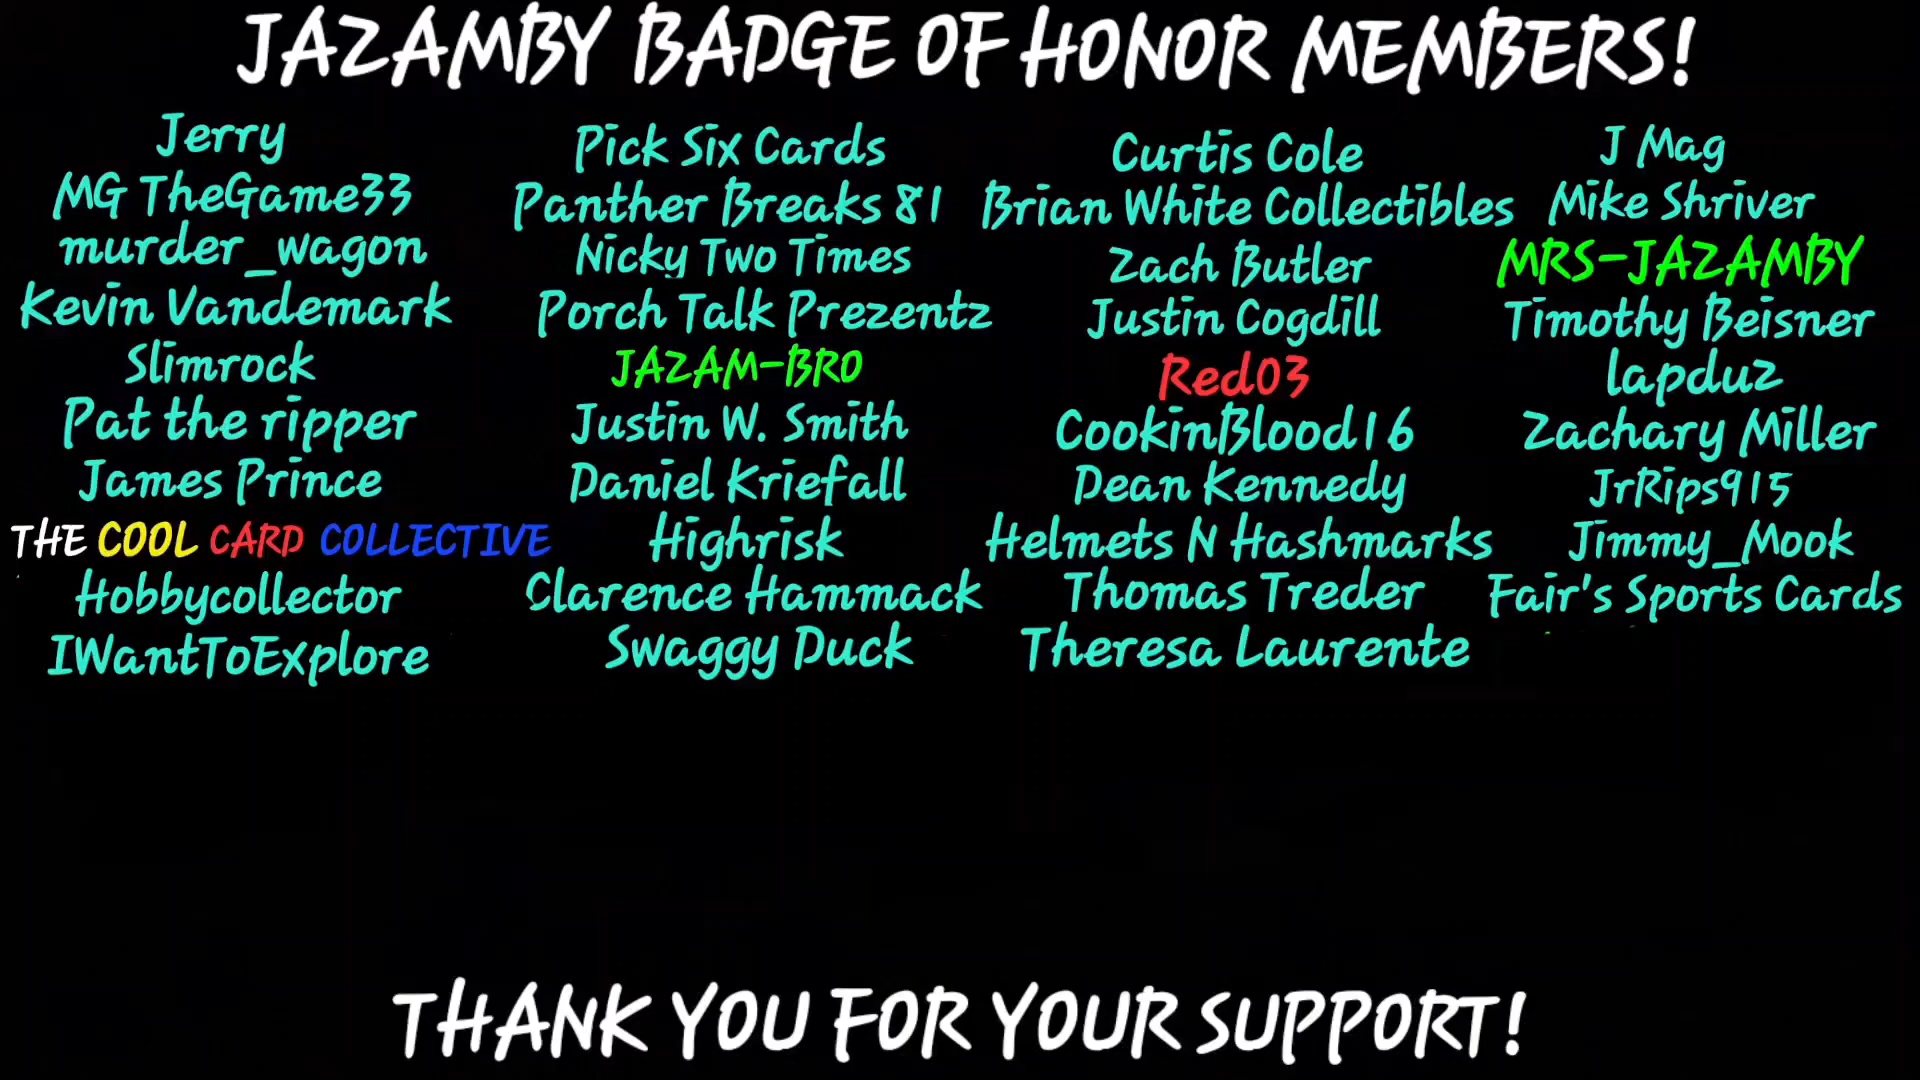 JAZAMBY BADGE OF HONOR MEMBERS!
Jerry
MG TheGame33
murder_wagon
Kevin Vandemark
Slimrock
Pat the ripper
James Prince
THE COOL CARD COLLECTIVE
Hobbycollector
IWantToExplore
Pick Six Cards
Panther Breaks 81
Nicky Two Times
Porch Talk Prezentz
JAZAM-BRO
Justin W. Smith
Daniel Kriefall
Highrisk
Clarence Hammack
Swaggy Duck
Curtis Cole
Brian White Collectibles
Zach Butler
Justin Cogdill
Red03
CookinBlood16
Dean Kennedy
Helmets N Hashmarks
Thomas Treder
Theresa Laurente
J Mag
Mike Shriver
MRS-JAZAMBY
Timothy Beisner
lapduz
Zachary Miller
JrRips915
Jimmy_Mook
Fair's Sports Cards
THANK YOU FOR YOUR SUPPORT!